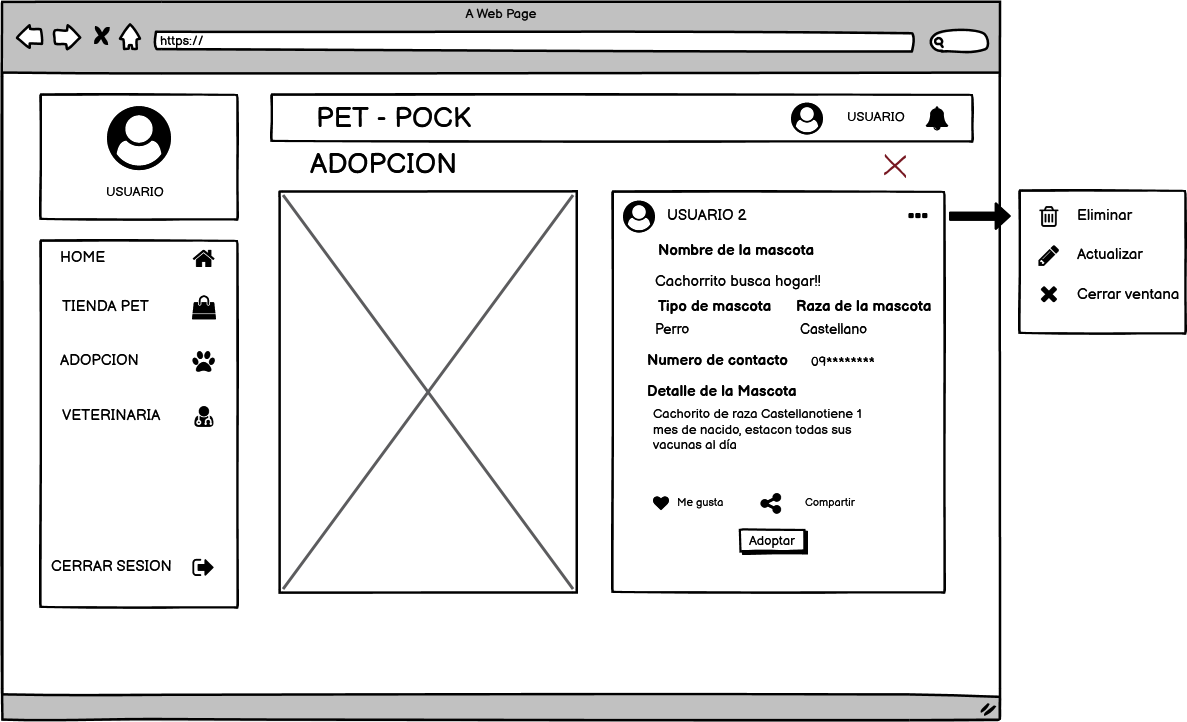 A Web Page
https://
USUARIO
HOME
TIENDA PET
ADOPCION
VETERINARIA
CERRAR SESION
PET - POCK
USUARIO
ADOPCION
USUARIO 2
Nombre de la mascota
Cachorrito busca hogar!!
Tipo de mascota Raza de la mascota
Perro Castellano
Numero de contacto 09********
Detalle de la Mascota
Cachorito de raza Castellanotiene 1
mes de nacido, estacon todas sus
vacunas al día
Me gusta Compartir
Adoptar
Eliminar
Actualizar
Cerrar ventana